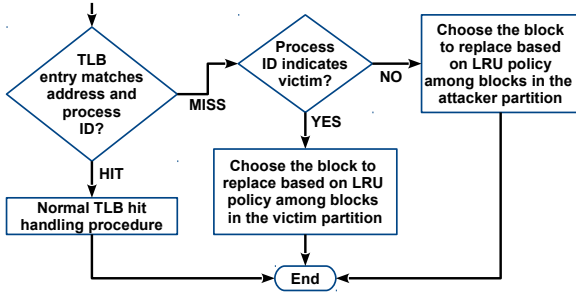 TLB
entry matches
address and
process
ID?
MISS
HIT
Normal TLB hit
handling procedure
Process
ID indicates
victim?
NO
YES
Choose the block to
replace based on LRU
policy among blocks
in the victim partition
Choose the block
to replace based
on LRU policy
among blocks in the
attacker partition
End